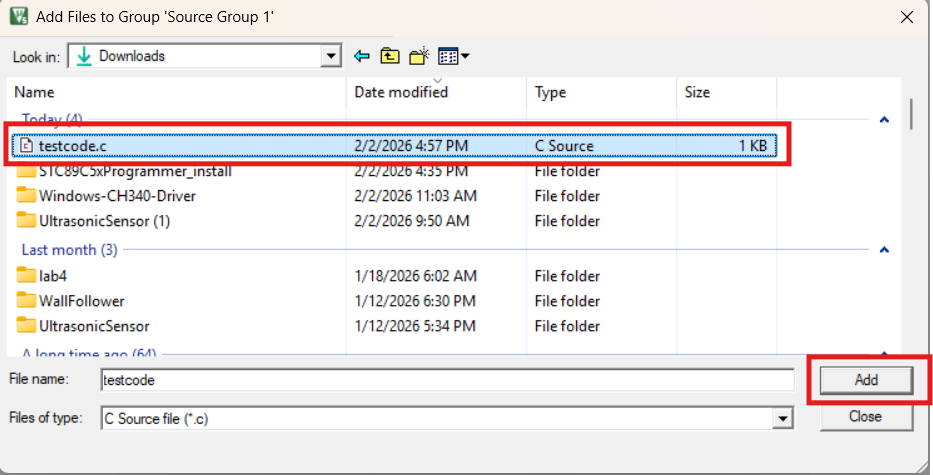 Add Files to Group 'Source Group 1'
Look in: Downloads
Name Date modified Type Size
Today (4)
testcode.c 2/2/2026 4:57 PM C Source 1 KB
STC89C5xProgrammer_install 2/2/2026 4:35 PM File folder
Windows-CH340-Driver 2/2/2026 11:03 AM File folder
UltrasonicSensor (1) 2/2/2026 9:50 AM File folder
Last month (3)
lab4 1/18/2026 6:02 AM File folder
WallFollower 1/12/2026 6:30 PM File folder
UltrasonicSensor 1/12/2026 5:34 PM File folder
A long time ago (64)
File name: testcode Add
Files of type: C Source file (*.c) Close